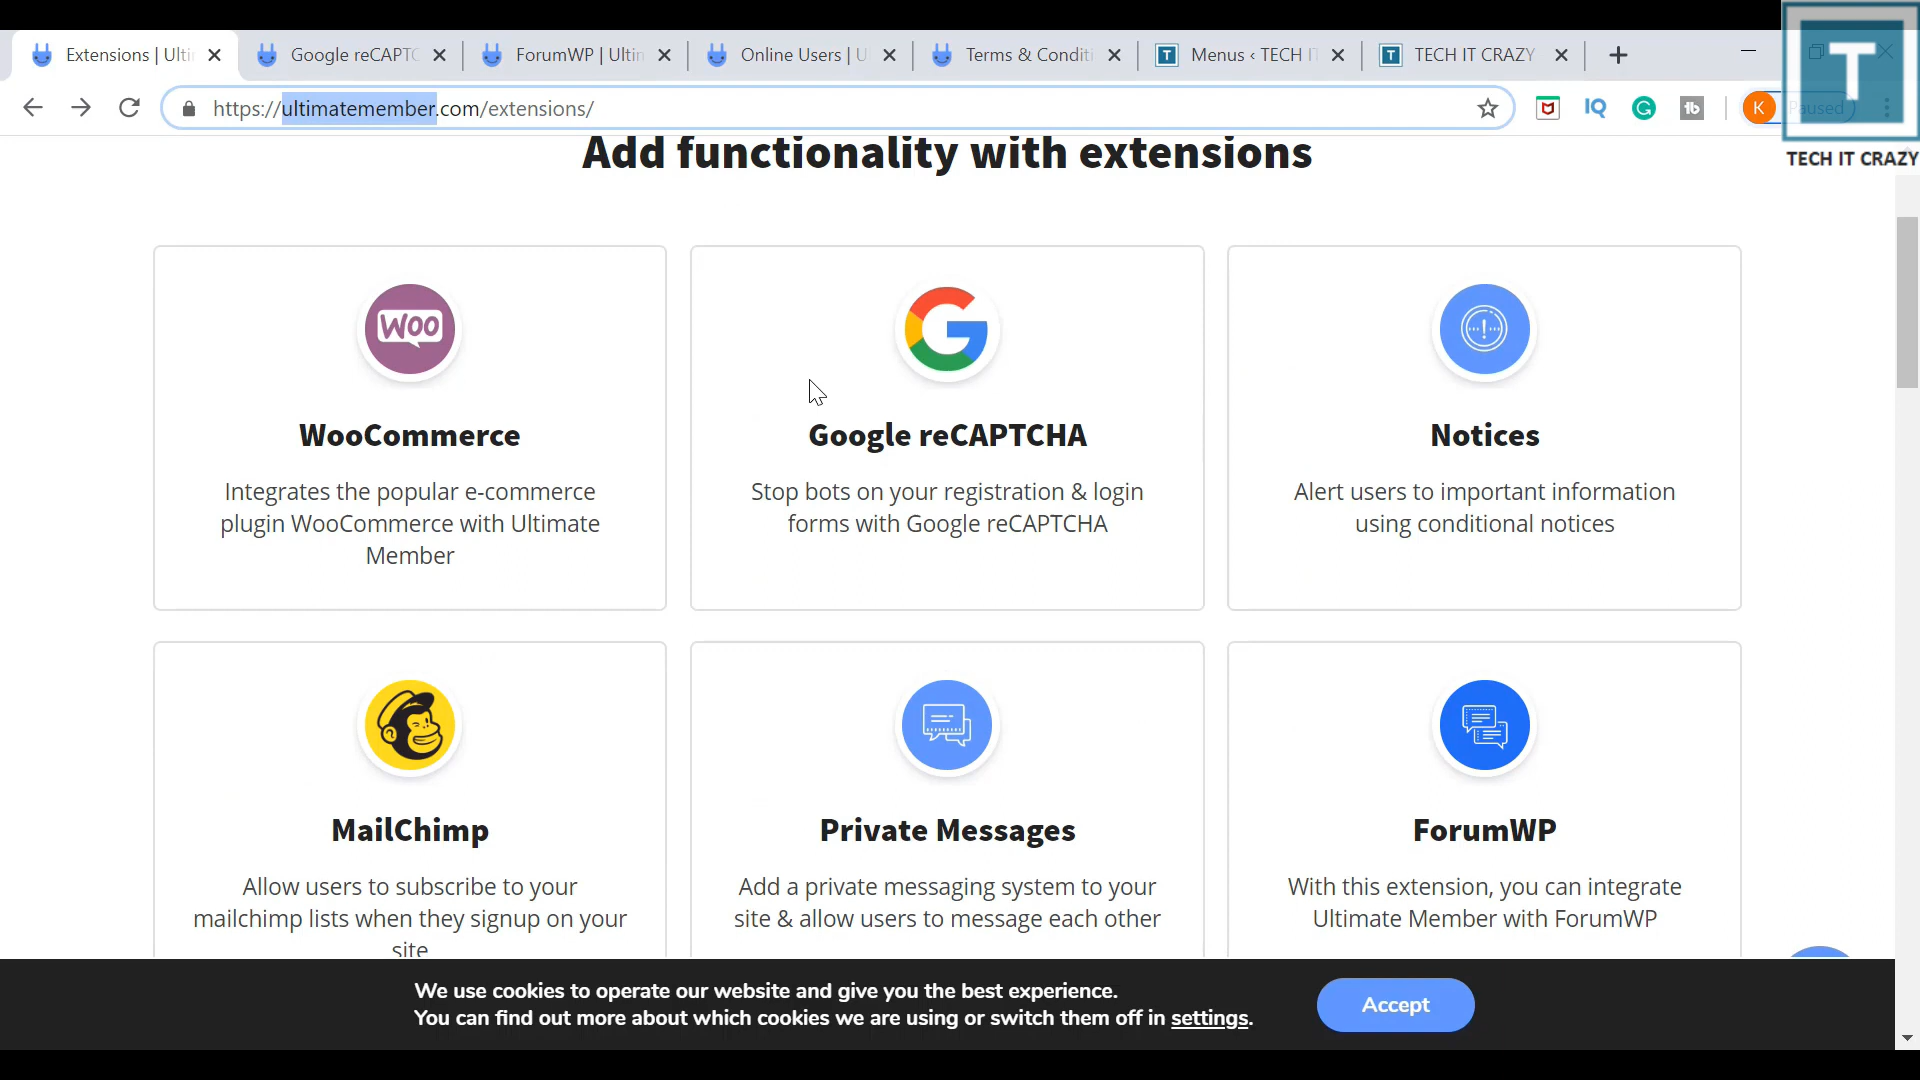 Extensions | Ulti
Google reCAPTC
ForumWP | Ultin
Online Users | U
Terms & Conditi
Menus ‹ TECH IT
TECH IT CRAZY
https://ultimatemember.com/extensions/
IQ
K
Paused
T
TECH IT CRAZY
Add functionality with extensions
WOO
WooCommerce
Integrates the popular e-commerce
plugin WooCommerce with Ultimate
Member
Google reCAPTCHA
Stop bots on your registration & login
forms with Google reCAPTCHA
Notices
Alert users to important information
using conditional notices
MailChimp
Allow users to subscribe to your
mailchimp lists when they signup on your
site
Private Messages
Add a private messaging system to your
site & allow users to message each other
ForumWP
With this extension, you can integrate
Ultimate Member with ForumWP
We use cookies to operate our website and give you the best experience.
You can find out more about which cookies we are using or switch them off in settings.
Accept